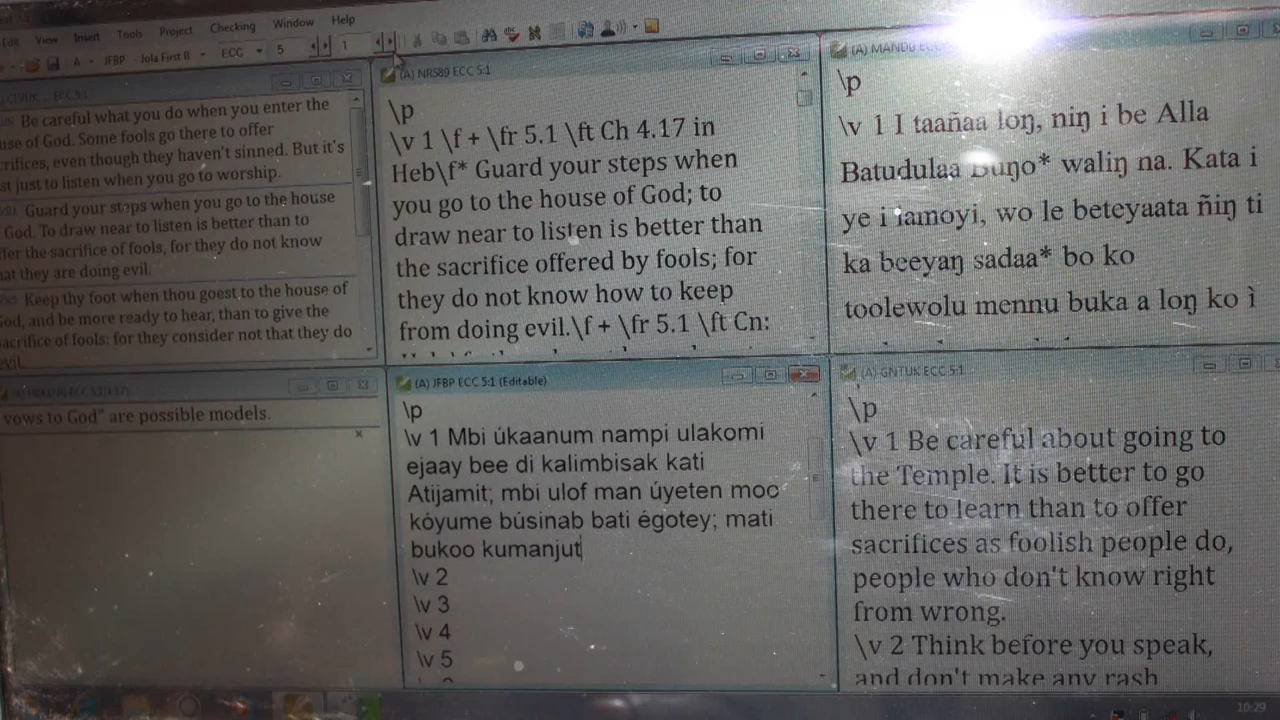 Edit View Insert Tools Project Checking Window Help
JFBP - Jola First B ECC 5 1
ECC 5:1
Be careful what you do when you enter the
use of God. Some fools go there to offer
rifices, even though they haven't sinned. But it's
st just to listen when you go to worship.
Guard your steps when you go to the house
God. To draw near to listen is better than to
fer the sacrifice of fools, for they do not know
at they are doing evil.
Keep thy foot when thou goest to the house of
God, and be more ready to hear, than to give the
sacrifice of fools: for they consider not that they do
evil.
(A) NRS89 ECC 5:1
\p
\v 1 \f + \fr 5.1 \ft Ch 4.17 in
Heb\f* Guard your steps when
you go to the house of God; to
draw near to listen is better than
the sacrifice offered by fools; for
they do not know how to keep
from doing evil.\f + \fr 5.1 \ft Cn:
(A)
\p
\v 1 I taañaa loŋ, niŋ i be Alla
Batudulaa Buŋo* waliŋ na. Kata i
ye i lamoyi, wo le beteyaata ñiŋ ti
ka beeyaŋ sadaa* bo ko
toolewolu mennu buka a loŋ ko ì
vows to God" are possible models.
(A) JFBP ECC 5:1 (Editable)
\p
\v 1 Mbi úkaanum nampi ulakomi
ejaay bee di kalimbisak kati
Atijamit; mbi ulof man úyeten moo
kóyume búsinab bati égotey; mati
bukoo kumanjut
\v 2
\v 3
\v 4
\v 5
(A) GNTUK ECC 5:1
\p
\v 1 Be careful about going to
the Temple. It is better to go
there to learn than to offer
sacrifices as foolish people do,
people who don't know right
from wrong.
\v 2 Think before you speak,
and don't make any rash
10:29